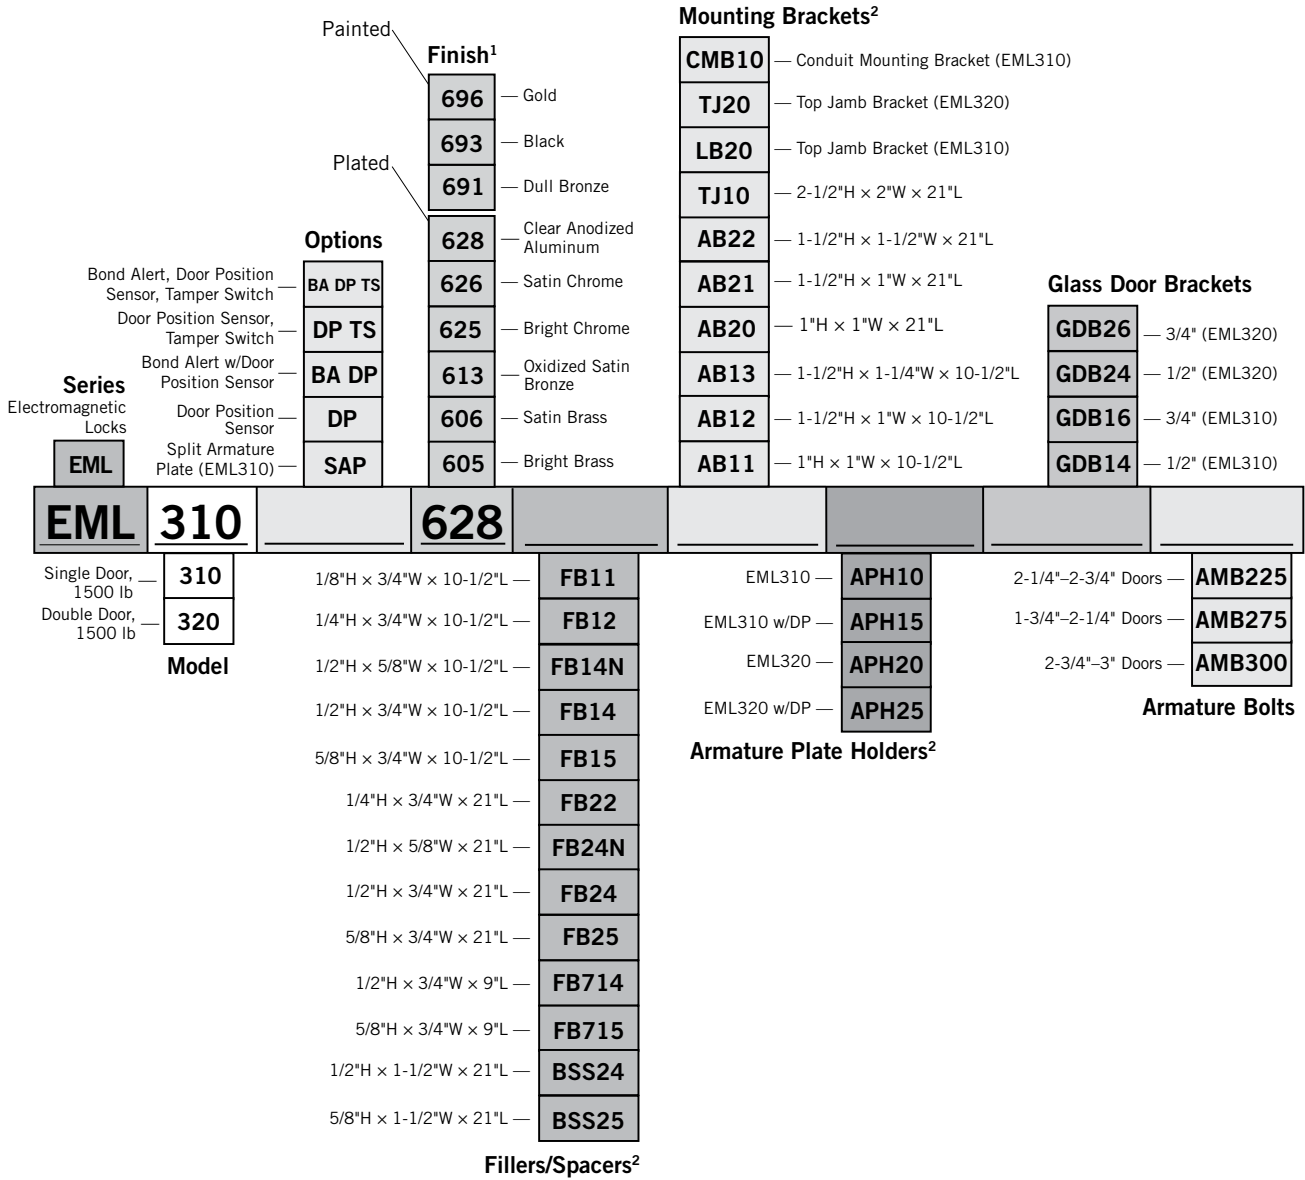 Mounting Brackets²
Painted
Finish¹
CMB10 — Conduit Mounting Bracket (EML310)
696 — Gold
TJ20 — Top Jamb Bracket (EML320)
693 — Black
LB20 — Top Jamb Bracket (EML310)
Plated
691 — Dull Bronze
TJ10 — 2-1/2"H × 2"W × 21"L
Options
628 — Clear Anodized
Aluminum
AB22 — 1-1/2"H × 1-1/2"W × 21"L
Bond Alert, Door Position
Sensor, Tamper Switch — BA DP TS
626 — Satin Chrome
AB21 — 1-1/2"H × 1"W × 21"L
Glass Door Brackets
Door Position Sensor,
Tamper Switch — DP TS
625 — Bright Chrome
AB20 — 1"H × 1"W × 21"L
GDB26 — 3/4" (EML320)
Bond Alert w/Door
Position Sensor — BA DP
613 — Oxidized Satin
Bronze
AB13 — 1-1/2"H × 1-1/4"W × 10-1/2"L
GDB24 — 1/2" (EML320)
Series
Electromagnetic
Locks
Door Position
Sensor — DP
606 — Satin Brass
AB12 — 1-1/2"H × 1"W × 10-1/2"L
GDB16 — 3/4" (EML310)
EML
Split Armature
Plate (EML310) — SAP
605 — Bright Brass
AB11 — 1"H × 1"W × 10-1/2"L
GDB14 — 1/2" (EML310)
EML 310 628
Single Door,
1500 lb — 310
Double Door,
1500 lb — 320
Model
1/8"H × 3/4"W × 10-1/2"L — FB11
1/4"H × 3/4"W × 10-1/2"L — FB12
1/2"H × 5/8"W × 10-1/2"L — FB14N
1/2"H × 3/4"W × 10-1/2"L — FB14
5/8"H × 3/4"W × 10-1/2"L — FB15
1/4"H × 3/4"W × 21"L — FB22
1/2"H × 5/8"W × 21"L — FB24N
1/2"H × 3/4"W × 21"L — FB24
5/8"H × 3/4"W × 21"L — FB25
1/2"H × 3/4"W × 9"L — FB714
5/8"H × 3/4"W × 9"L — FB715
1/2"H × 1-1/2"W × 21"L — BSS24
5/8"H × 1-1/2"W × 21"L — BSS25
Fillers/Spacers²
EML310 — APH10
EML310 w/DP — APH15
EML320 — APH20
EML320 w/DP — APH25
Armature Plate Holders²
2-1/4"–2-3/4" Doors — AMB225
1-3/4"–2-1/4" Doors — AMB275
2-3/4"–3" Doors — AMB300
Armature Bolts